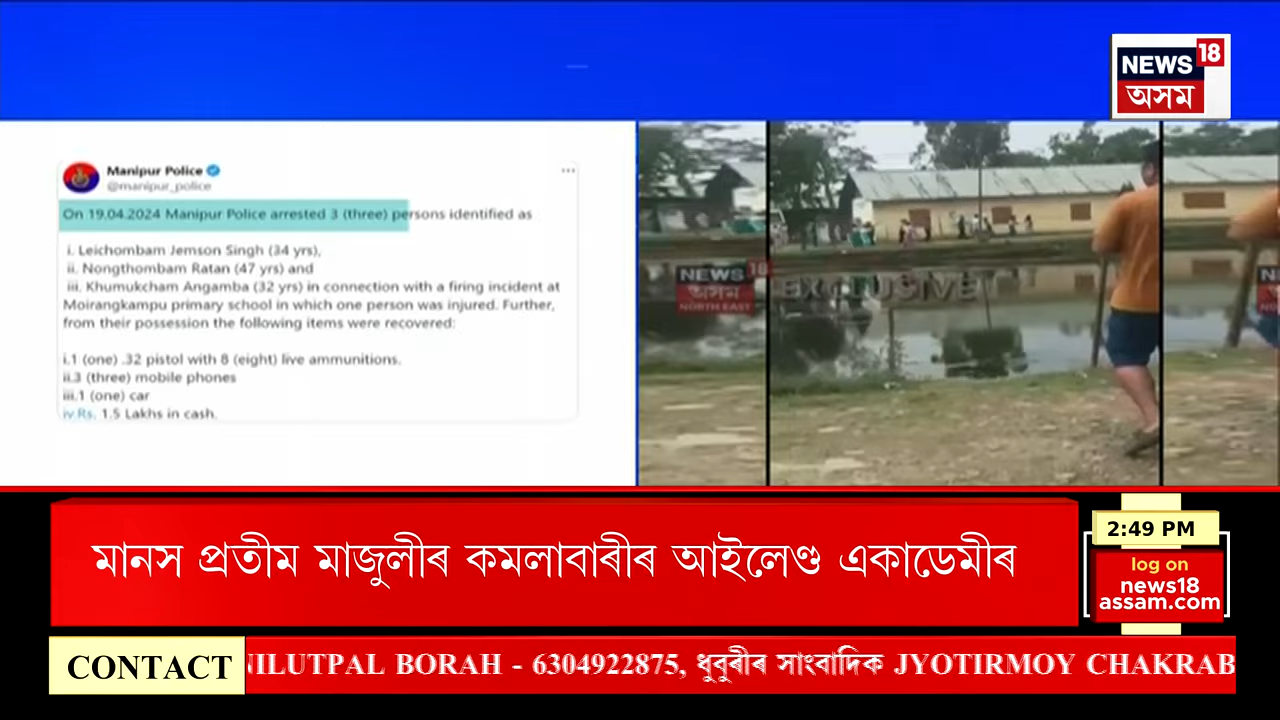 NEWS 18
অসম
Manipur Police
@manipur_police
On 19.04.2024 Manipur Police arrested 3 (three) persons identified as
i. Leichombam Jemson Singh (34 yrs),
ii. Nongthombam Ratan (47 yrs) and
iii. Khumukcham Angamba (32 yrs) in connection with a firing incident at
Moirangkampu primary school in which one person was injured. Further,
from their possession the following items were recovered:
i.1 (one) .32 pistol with 8 (eight) live ammunitions.
ii.3 (three) mobile phones
iii.1 (one) car
iv.Rs. 1.5 Lakhs in cash.
NEWS 18
অসম
NORTH EAST
EXCLUSIVE
মানস প্ৰতীম মাজুলীৰ কমলাবাৰীৰ আইলেণ্ড একাডেমীৰ
2:49 PM
log on
news18
assam.com
CONTACT
NILUTPAL BORAH - 6304922875, ধুবুৰীৰ সাংবাদিক JYOTIRMOY CHAKRAB